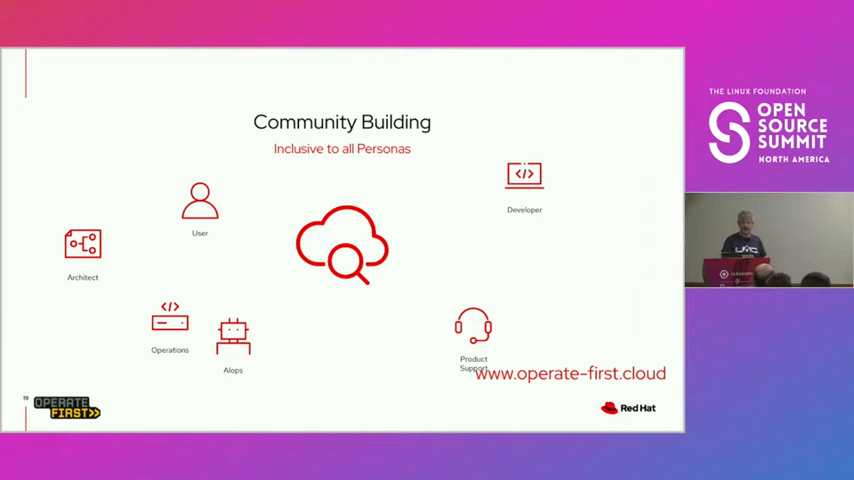 Community Building
Inclusive to all Personas
User
Developer
Architect
Operations
AIops
Product
Support
www.operate-first.cloud
19
OPERATE
FIRST
Red Hat
THE LINUX FOUNDATION
OPEN
SOURCE
SUMMIT
NORTH AMERICA